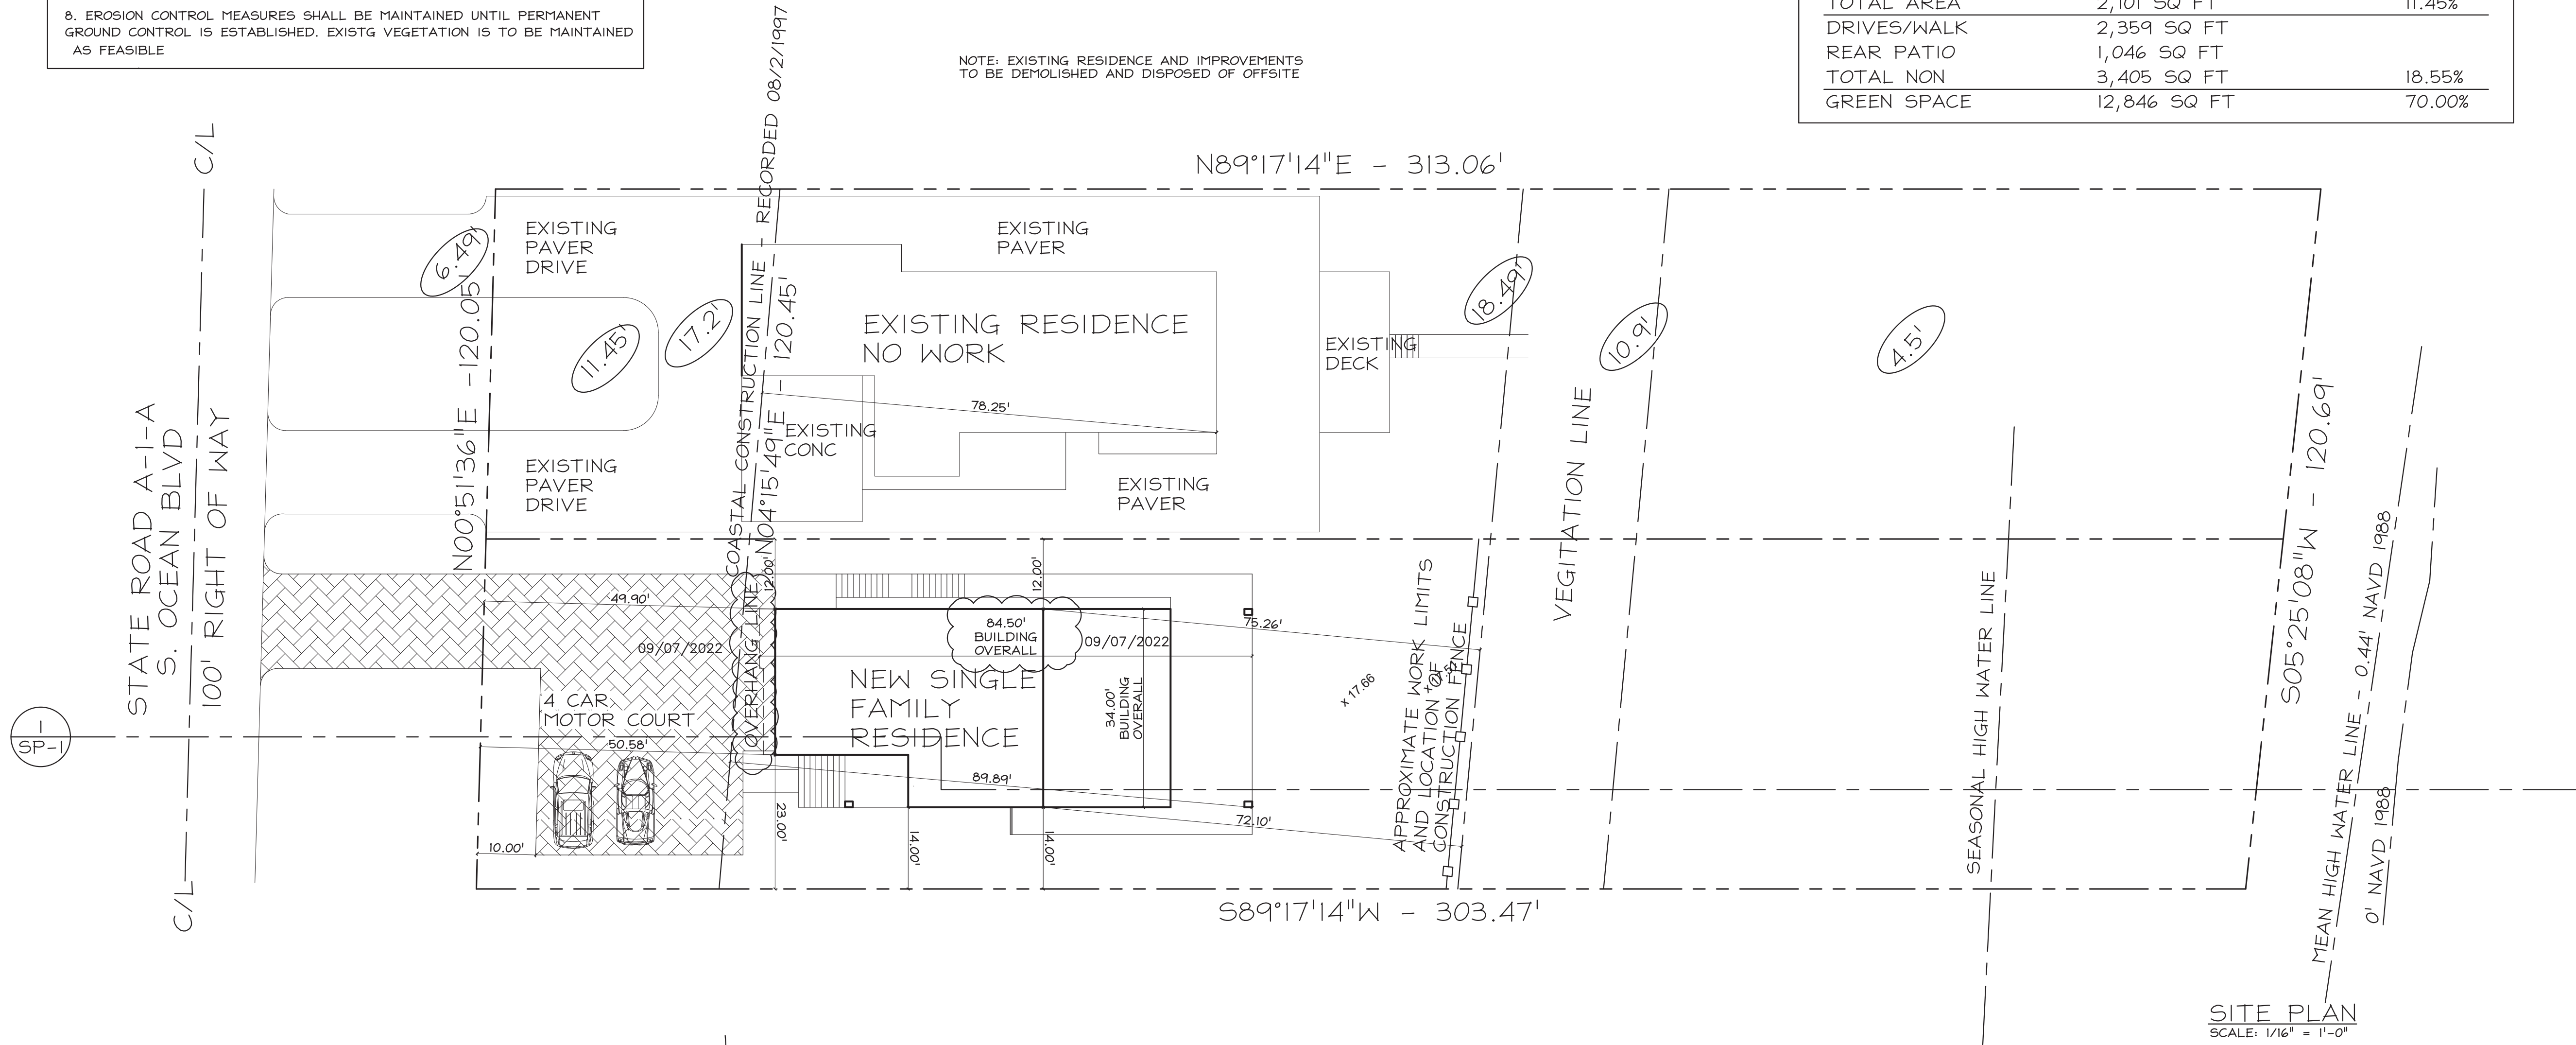 8. EROSION CONTROL MEASURES SHALL BE MAINTAINED UNTIL PERMANENT
GROUND CONTROL IS ESTABLISHED. EXISTG VEGETATION IS TO BE MAINTAINED
AS FEASIBLE
NOTE: EXISTING RESIDENCE AND IMPROVEMENTS
TO BE DEMOLISHED AND DISPOSED OF OFFSITE
TOTAL AREA 2,101 SQ FT 11.45%
DRIVES/WALK 2,359 SQ FT
REAR PATIO 1,046 SQ FT
TOTAL NON 3,405 SQ FT 18.55%
GREEN SPACE 12,846 SQ FT 70.00%
C/L
N89°17'14"E - 313.06'
STATE ROAD A-1-A
S. OCEAN BLVD
100' RIGHT OF WAY
C/L
6.49'
N00°51'36"E -120.05'
EXISTING
PAVER
DRIVE
11.45'
17.2'
EXISTING
PAVER
DRIVE
COASTAL CONSTRUCTION LINE - RECORDED 08/2/1997
N04°15'49"E - 120.45'
EXISTING
PAVER
EXISTING RESIDENCE
NO WORK
78.25'
EXISTING
CONC
EXISTING
PAVER
EXISTING
DECK
18.49'
10.9'
4.5'
VEGITATION LINE
S05°25'08"W - 120.69'
49.90'
12.00'
12.00'
09/07/2022
OVERHANG LINE
84.50'
BUILDING
OVERALL
09/07/2022
75.26'
NEW SINGLE
FAMILY
RESIDENCE
34.00'
BUILDING
OVERALL
x 17.66
APPROXIMATE WORK LIMITS
AND LOCATION OF
CONSTRUCTION FENCE
4 CAR
MOTOR COURT
1
SP-1
50.58'
89.89'
10.00'
23.00'
14.00'
14.00'
72.10'
SEASONAL HIGH WATER LINE
MEAN HIGH WATER LINE - 0.44' NAVD 1988
0' NAVD 1988
C/L
S89°17'14"W - 303.47'
SITE PLAN
SCALE: 1/16" = 1'-0"